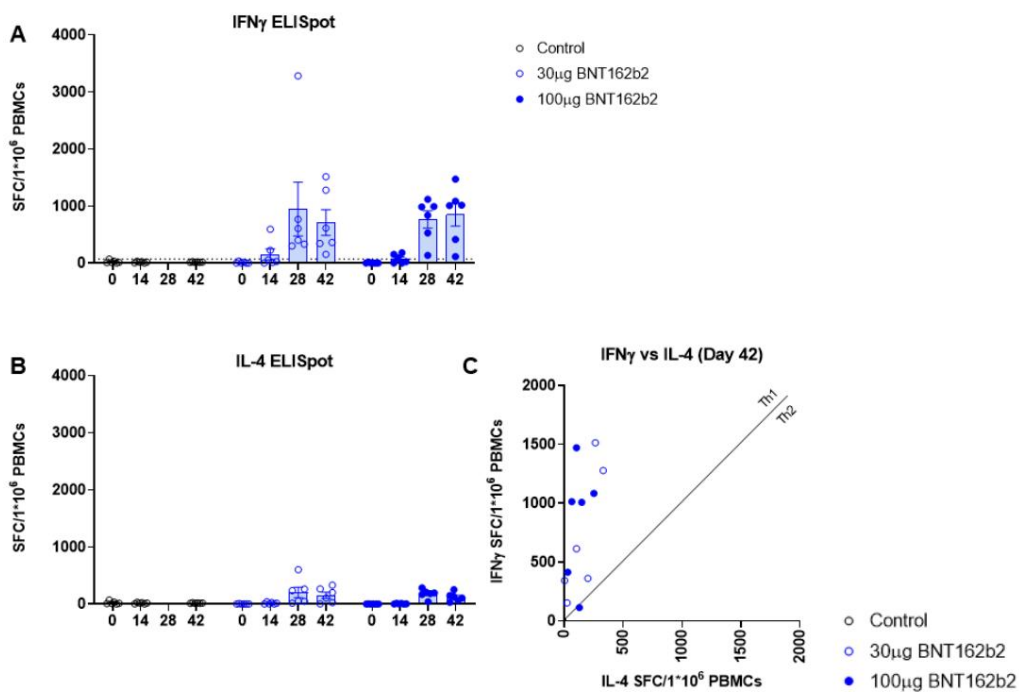 A
IFNγ ELISpot
4000
3000
2000
1000
0
SFC/1*10⁶ PBMCs
0 14 28 42 0 14 28 42 0 14 28 42
Control
30μg BNT162b2
100μg BNT162b2
B
IL-4 ELISpot
4000
3000
2000
1000
0
SFC/1*10⁶ PBMCs
0 14 28 42 0 14 28 42 0 14 28 42
C
IFNγ vs IL-4 (Day 42)
2000
1500
1000
500
0
IFNγ SFC/1*10⁶ PBMCs
Th1
Th2
0 500 1000 1500 2000
IL-4 SFC/1*10⁶ PBMCs
Control
30μg BNT162b2
100μg BNT162b2